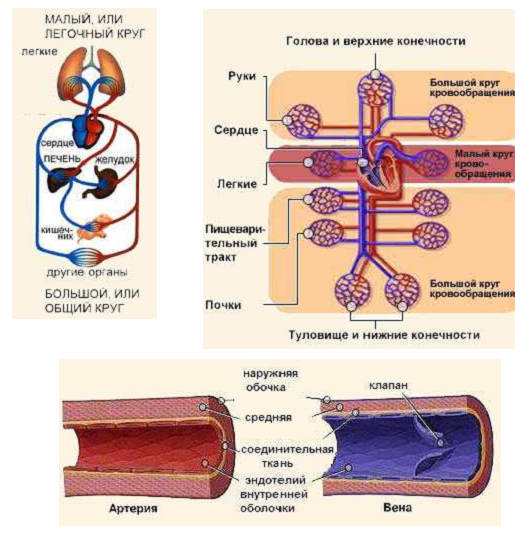 МАЛЫЙ, ИЛИ
ЛЕГОЧНЫЙ КРУГ
легкие
сердце
ПЕЧЕНЬ
желудок
кишеч-
ник
другие органы
БОЛЬШОЙ, ИЛИ
ОБЩИЙ КРУГ
Голова и верхние конечности
Руки
Большой круг
кровообращения
Сердце
Малый круг
крово-
обращения
Легкие
Пищевари-
тельный
тракт
Почки
Большой круг
кровообращения
Туловище и нижние конечности
наружняя
обочка
клапан
средняя
соединительная
ткань
эндотелий
внутренней
оболочки
Артерия
Вена